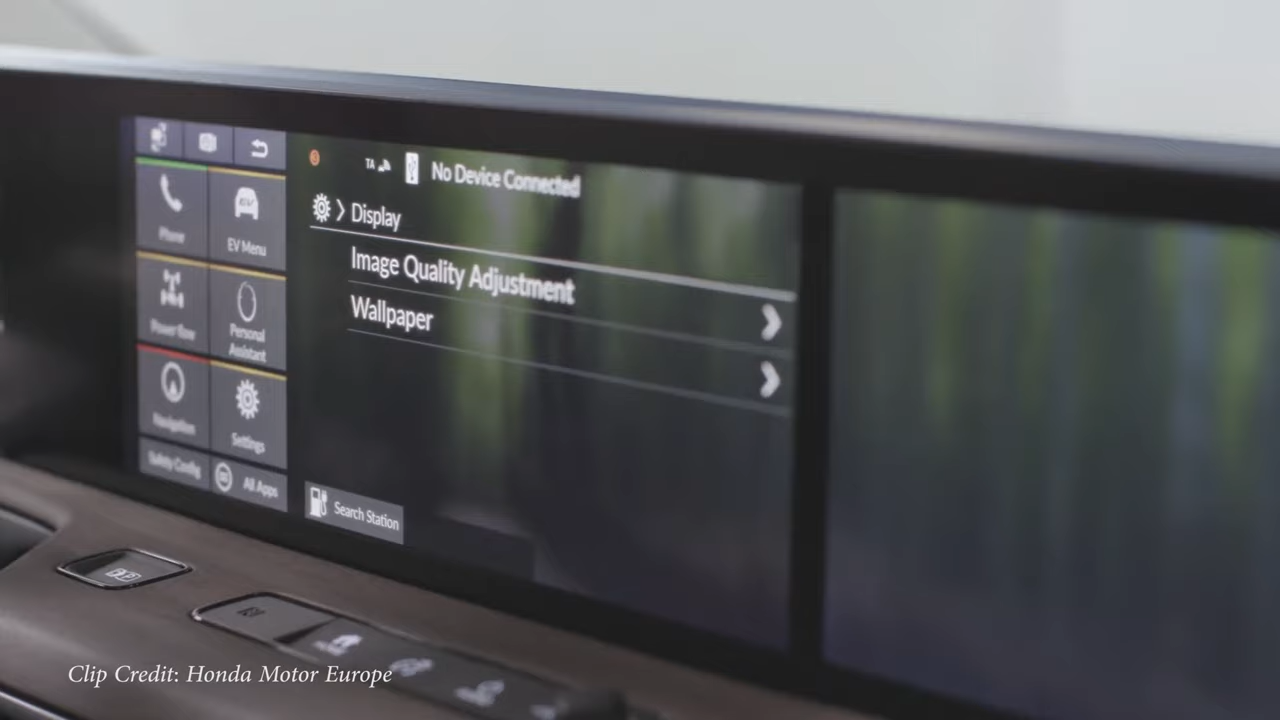 TA
No Device Connected
Display
Image Quality Adjustment
Wallpaper
Phone
EV
EV Menu
Power flow
Personal
Assistant
Navigation
Settings
Safety Config
All Apps
Search Station
Clip Credit: Honda Motor Europe